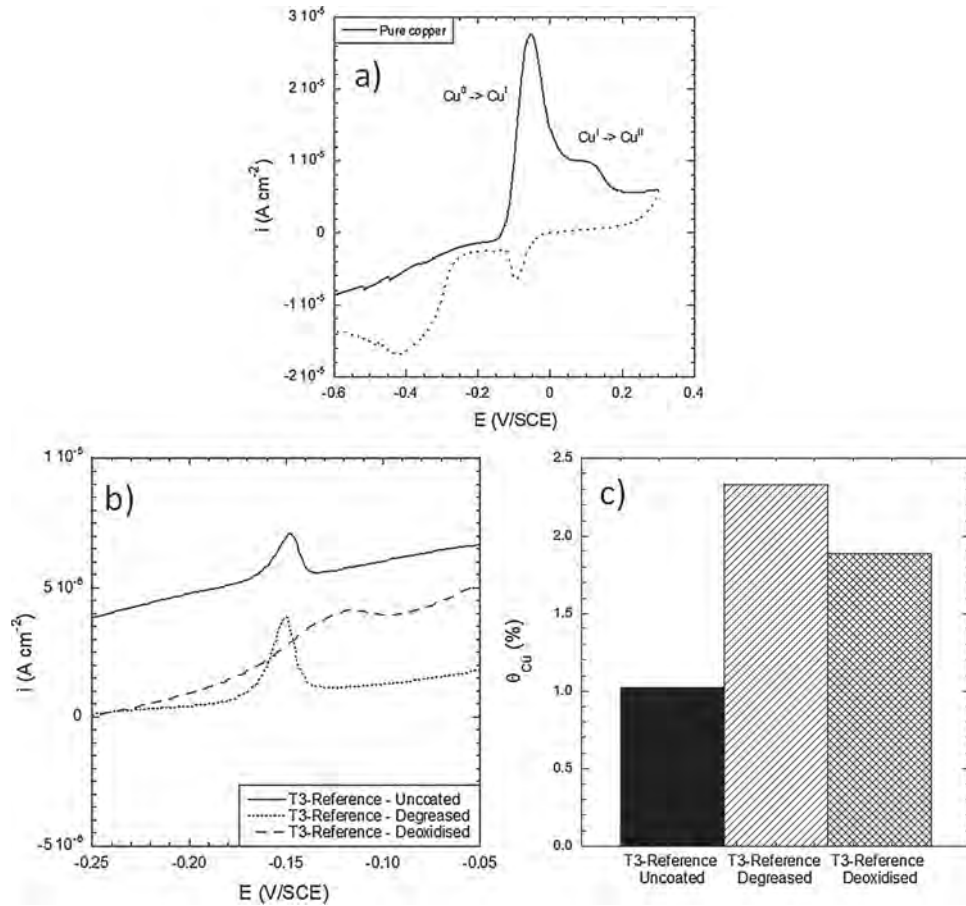 3 10⁻⁵
Pure copper
a)
2 10⁻⁵
Cu⁰ -> Cuᴵ
Cuᴵ -> Cuᴵᴵ
1 10⁻⁵
i (A cm⁻²)
0
-1 10⁻⁵
-2 10⁻⁵
-0.6 -0.4 -0.2 0 0.2 0.4
E (V/SCE)
1 10⁻⁵
b)
5 10⁻⁶
i (A cm⁻²)
0
T3-Reference - Uncoated
T3-Reference - Degreased
T3-Reference - Deoxidised
-5 10⁻⁶
-0.25 -0.20 -0.15 -0.10 -0.05
E (V/SCE)
2.5
c)
2.0
1.5
θCu (%)
1.0
0.5
0.0
T3-Reference T3-Reference T3-Reference
Uncoated Degreased Deoxidised